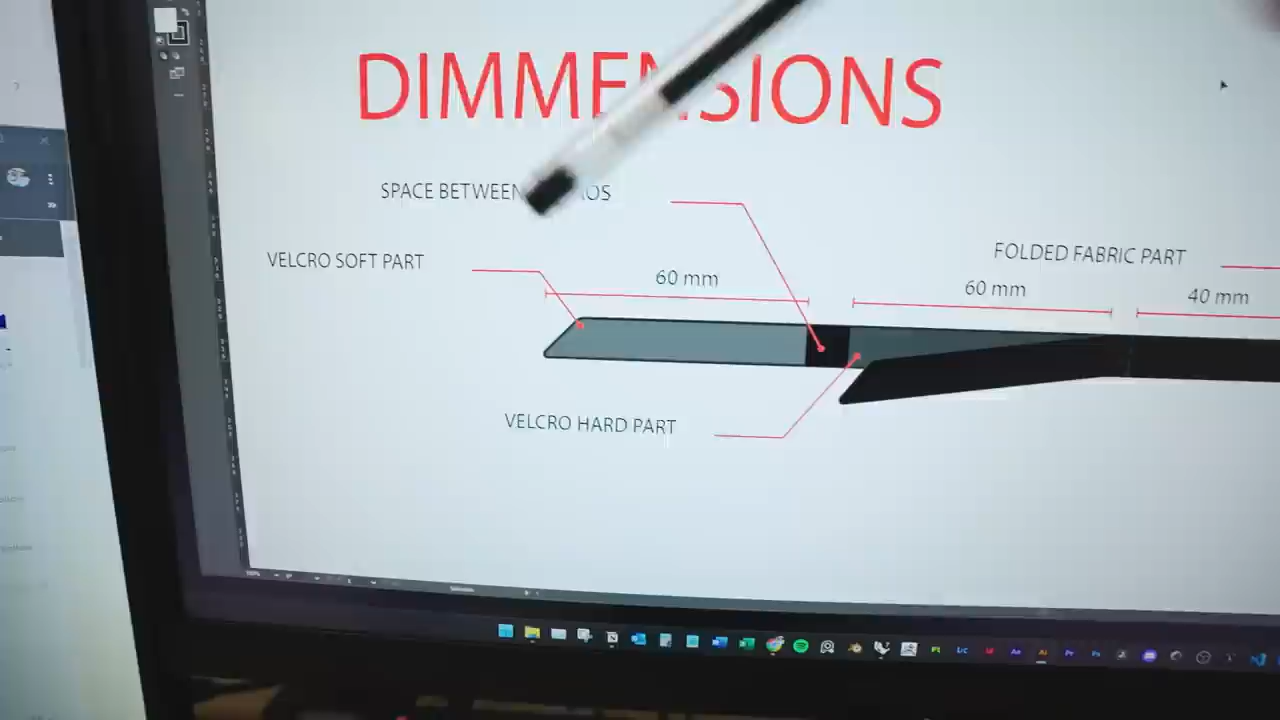 DIMMENSIONS
SPACE BETWEEN
VELCRO SOFT PART
60 mm
FOLDED FABRIC PART
60 mm
40 mm
VELCRO HARD PART